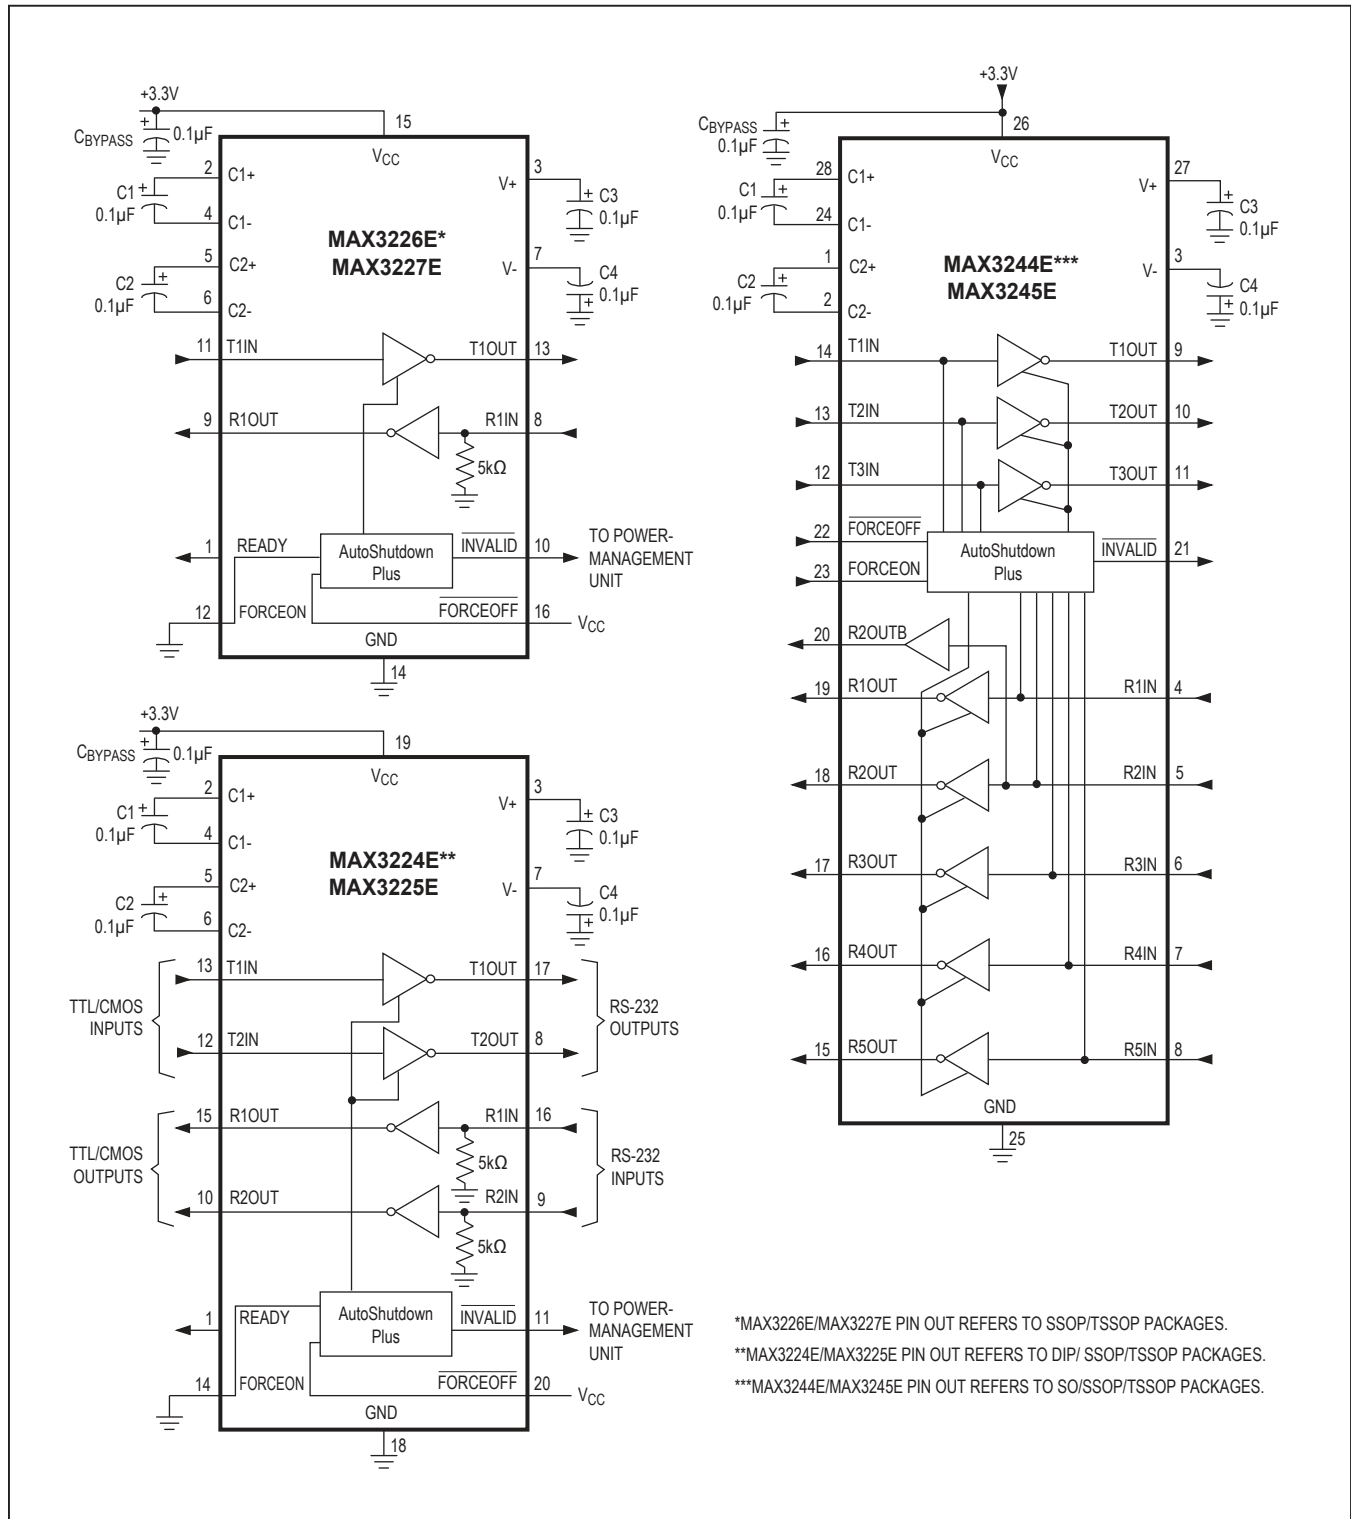 +3.3V
CBYPASS
+
0.1µF
15
VCC
2
C1+
C1
+
0.1µF
4
C1-
5
C2+
C2
+
0.1µF
6
C2-
3
V+
+
C3
0.1µF
7
V-
C4
+
0.1µF
MAX3226E*
MAX3227E
11
T1IN
T1OUT
13
9
R1OUT
R1IN
8
5kΩ
1
READY
AutoShutdown
Plus
INVALID
10
TO POWER-
MANAGEMENT
UNIT
12
FORCEON
FORCEOFF
16
VCC
GND
14
+3.3V
CBYPASS
+
0.1µF
19
VCC
2
C1+
C1
+
0.1µF
4
C1-
5
C2+
C2
+
0.1µF
6
C2-
3
V+
+
C3
0.1µF
7
V-
C4
+
0.1µF
MAX3224E**
MAX3225E
TTL/CMOS
INPUTS
13
T1IN
T1OUT
17
12
T2IN
T2OUT
8
RS-232
OUTPUTS
TTL/CMOS
OUTPUTS
15
R1OUT
R1IN
16
5kΩ
10
R2OUT
R2IN
9
5kΩ
RS-232
INPUTS
1
READY
AutoShutdown
Plus
INVALID
11
TO POWER-
MANAGEMENT
UNIT
14
FORCEON
FORCEOFF
20
VCC
GND
18
+3.3V
CBYPASS
+
0.1µF
26
VCC
28
C1+
C1
+
0.1µF
24
C1-
1
C2+
C2
+
0.1µF
2
C2-
27
V+
+
C3
0.1µF
3
V-
C4
+
0.1µF
MAX3244E***
MAX3245E
14
T1IN
T1OUT
9
13
T2IN
T2OUT
10
12
T3IN
T3OUT
11
22
FORCEOFF
AutoShutdown
Plus
INVALID
21
23
FORCEON
20
R2OUTB
19
R1OUT
R1IN
4
18
R2OUT
R2IN
5
17
R3OUT
R3IN
6
16
R4OUT
R4IN
7
15
R5OUT
R5IN
8
GND
25
*MAX3226E/MAX3227E PIN OUT REFERS TO SSOP/TSSOP PACKAGES.
**MAX3224E/MAX3225E PIN OUT REFERS TO DIP/ SSOP/TSSOP PACKAGES.
***MAX3244E/MAX3245E PIN OUT REFERS TO SO/SSOP/TSSOP PACKAGES.